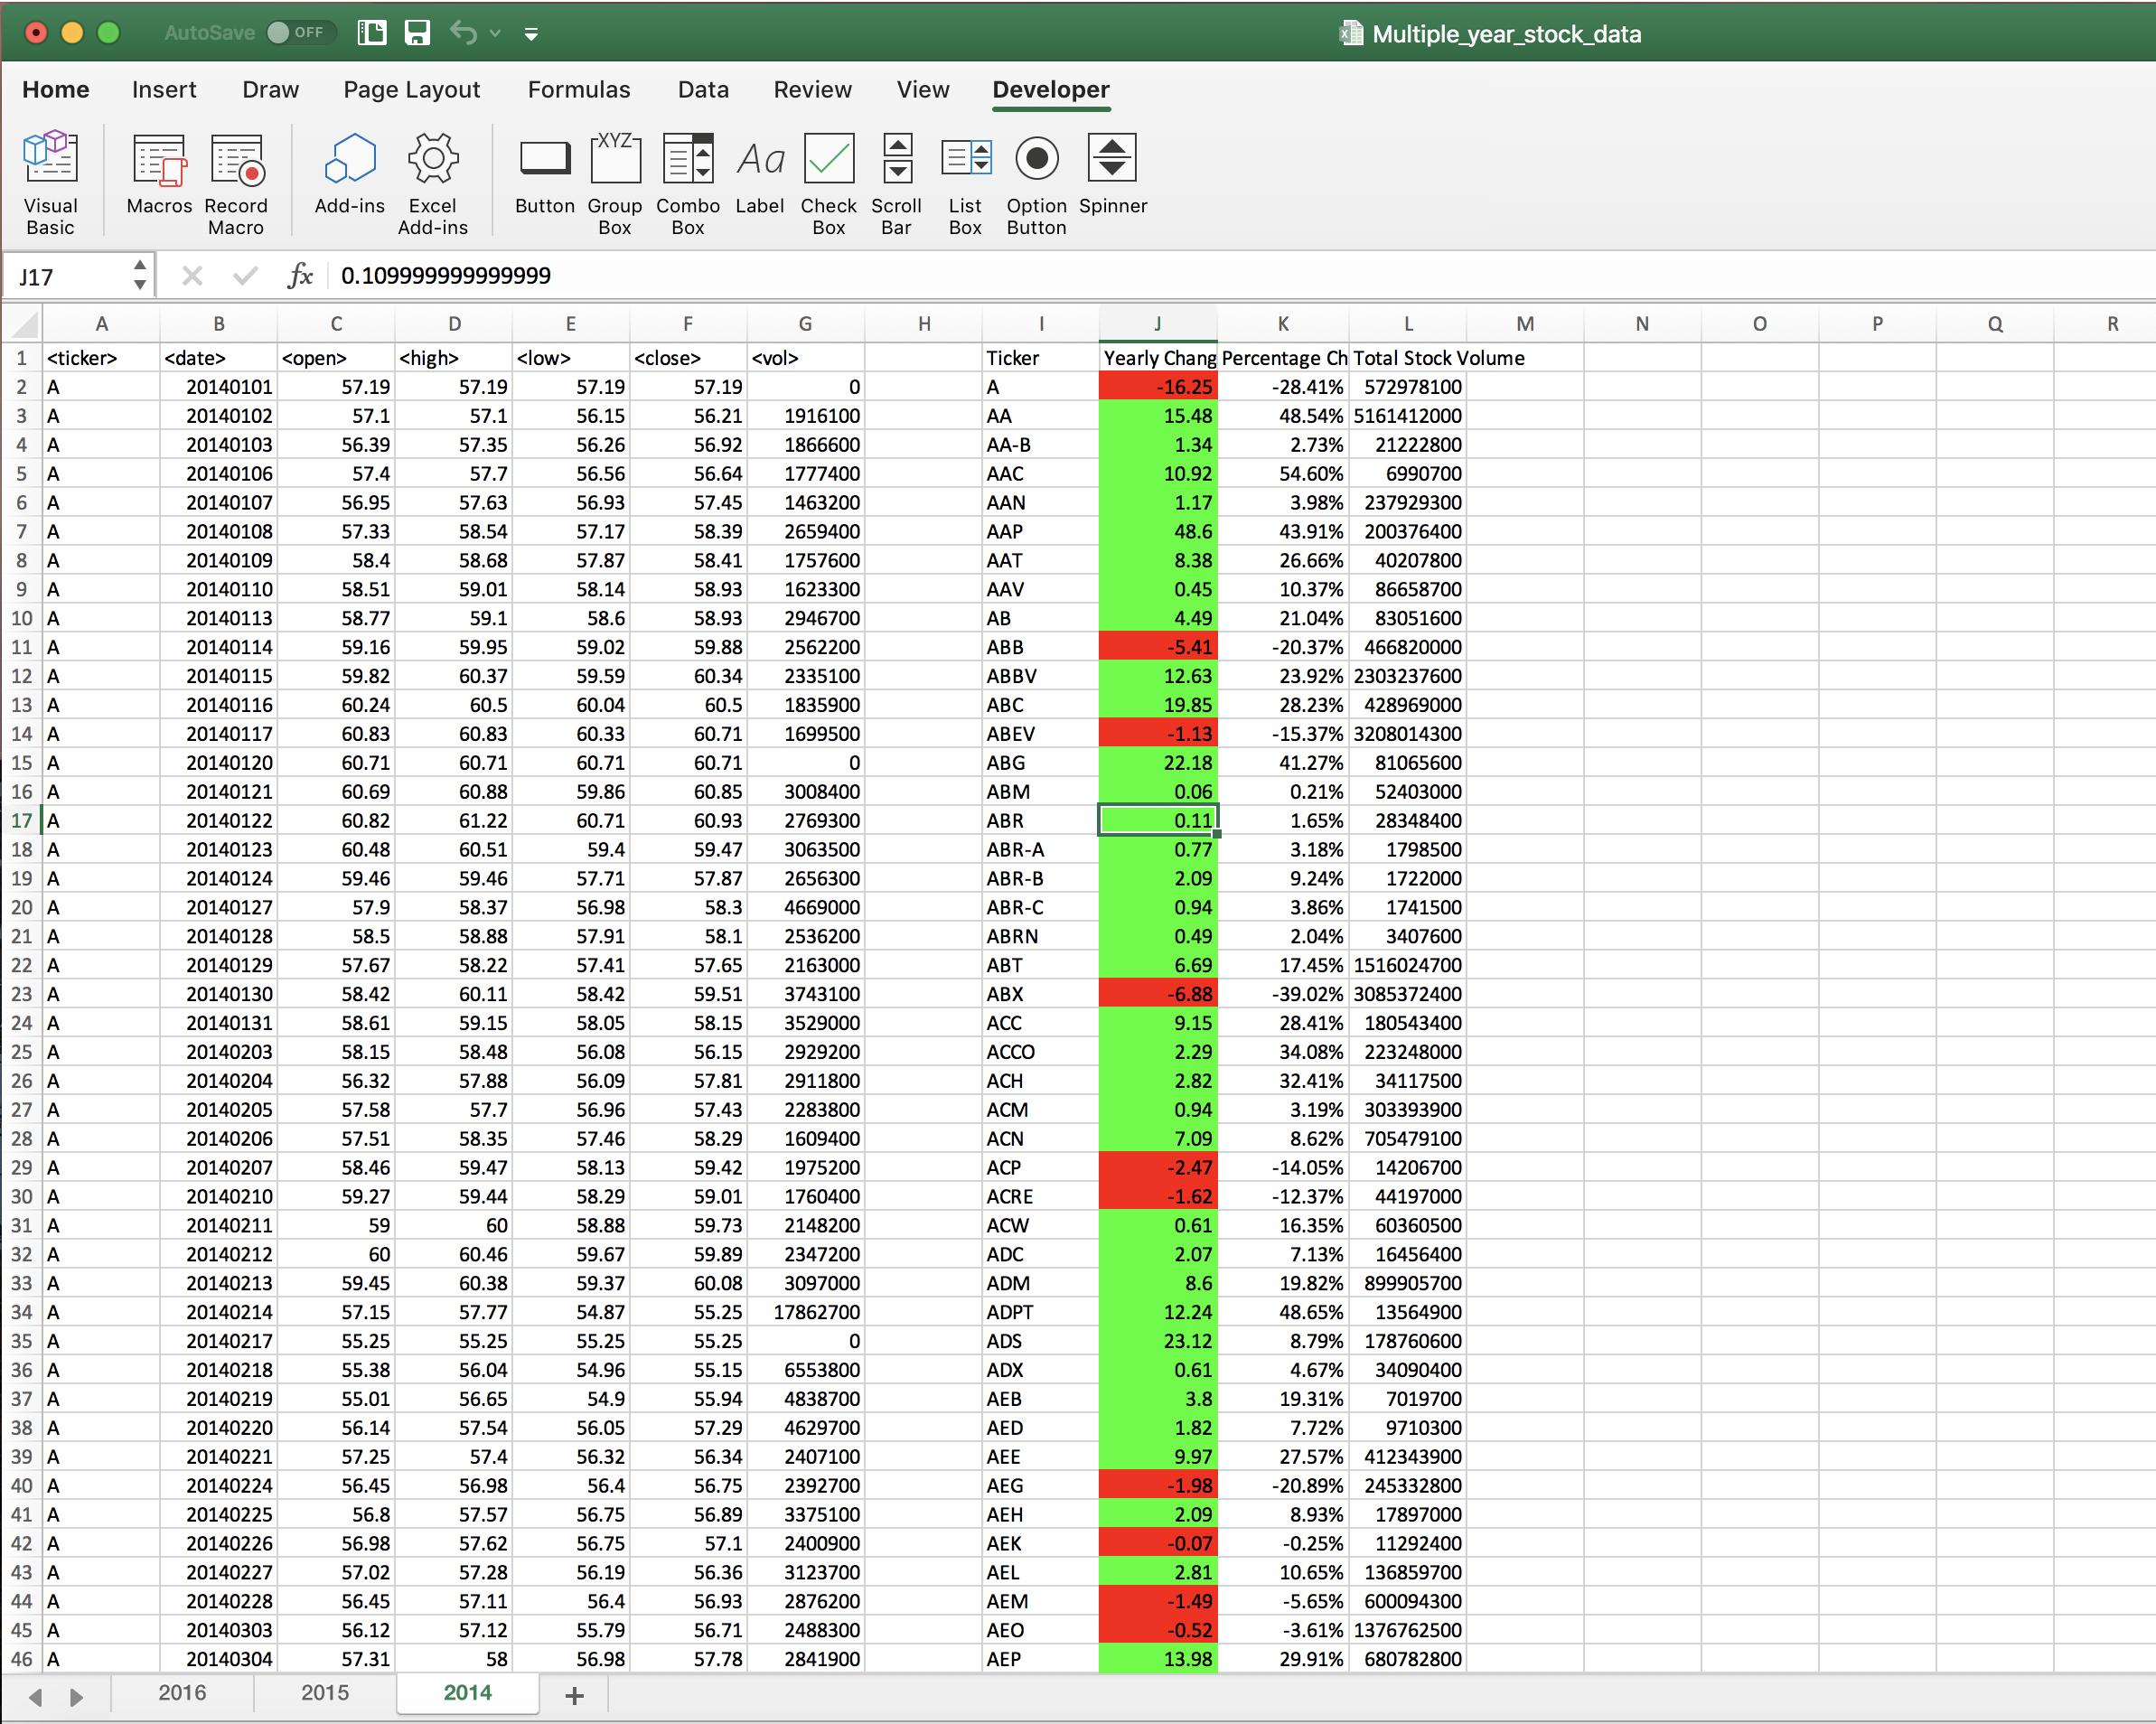 AutoSave OFF Multiple_year_stock_data
Home Insert Draw Page Layout Formulas Data Review View Developer
XYZ Aa
Visual Basic Macros Record Macro Add-ins Excel Add-ins Button Group Box Combo Box Label Check Box Scroll Bar List Box Option Button Spinner
J17 fx 0.109999999999999
A B C D E F G H I J K L M N O P Q R
1 <ticker> <date> <open> <high> <low> <close> <vol> Ticker Yearly Chang Percentage Ch Total Stock Volume
2 A 20140101 57.19 57.19 57.19 57.19 0 A -16.25 -28.41% 572978100
3 A 20140102 57.1 57.1 56.15 56.21 1916100 AA 15.48 48.54% 5161412000
4 A 20140103 56.39 57.35 56.26 56.92 1866600 AA-B 1.34 2.73% 21222800
5 A 20140106 57.4 57.7 56.56 56.64 1777400 AAC 10.92 54.60% 6990700
6 A 20140107 56.95 57.63 56.93 57.45 1463200 AAN 1.17 3.98% 237929300
7 A 20140108 57.33 58.54 57.17 58.39 2659400 AAP 48.6 43.91% 200376400
8 A 20140109 58.4 58.68 57.87 58.41 1757600 AAT 8.38 26.66% 40207800
9 A 20140110 58.51 59.01 58.14 58.93 1623300 AAV 0.45 10.37% 86658700
10 A 20140113 58.77 59.1 58.6 58.93 2946700 AB 4.49 21.04% 83051600
11 A 20140114 59.16 59.95 59.02 59.88 2562200 ABB -5.41 -20.37% 466820000
12 A 20140115 59.82 60.37 59.59 60.34 2335100 ABBV 12.63 23.92% 2303237600
13 A 20140116 60.24 60.5 60.04 60.5 1835900 ABC 19.85 28.23% 428969000
14 A 20140117 60.83 60.83 60.33 60.71 1699500 ABEV -1.13 -15.37% 3208014300
15 A 20140120 60.71 60.71 60.71 60.71 0 ABG 22.18 41.27% 81065600
16 A 20140121 60.69 60.88 59.86 60.85 3008400 ABM 0.06 0.21% 52403000
17 A 20140122 60.82 61.22 60.71 60.93 2769300 ABR 0.11 1.65% 28348400
18 A 20140123 60.48 60.51 59.4 59.47 3063500 ABR-A 0.77 3.18% 1798500
19 A 20140124 59.46 59.46 57.71 57.87 2656300 ABR-B 2.09 9.24% 1722000
20 A 20140127 57.9 58.37 56.98 58.3 4669000 ABR-C 0.94 3.86% 1741500
21 A 20140128 58.5 58.88 57.91 58.1 2536200 ABRN 0.49 2.04% 3407600
22 A 20140129 57.67 58.22 57.41 57.65 2163000 ABT 6.69 17.45% 1516024700
23 A 20140130 58.42 60.11 58.42 59.51 3743100 ABX -6.88 -39.02% 3085372400
24 A 20140131 58.61 59.15 58.05 58.15 3529000 ACC 9.15 28.41% 180543400
25 A 20140203 58.15 58.48 56.08 56.15 2929200 ACCO 2.29 34.08% 223248000
26 A 20140204 56.32 57.88 56.09 57.81 2911800 ACH 2.82 32.41% 34117500
27 A 20140205 57.58 57.7 56.96 57.43 2283800 ACM 0.94 3.19% 303393900
28 A 20140206 57.51 58.35 57.46 58.29 1609400 ACN 7.09 8.62% 705479100
29 A 20140207 58.46 59.47 58.13 59.42 1975200 ACP -2.47 -14.05% 14206700
30 A 20140210 59.27 59.44 58.29 59.01 1760400 ACRE -1.62 -12.37% 44197000
31 A 20140211 59 60 58.88 59.73 2148200 ACW 0.61 16.35% 60360500
32 A 20140212 60 60.46 59.67 59.89 2347200 ADC 2.07 7.13% 16456400
33 A 20140213 59.45 60.38 59.37 60.08 3097000 ADM 8.6 19.82% 899905700
34 A 20140214 57.15 57.77 54.87 55.25 17862700 ADPT 12.24 48.65% 13564900
35 A 20140217 55.25 55.25 55.25 55.25 0 ADS 23.12 8.79% 178760600
36 A 20140218 55.38 56.04 54.96 55.15 6553800 ADX 0.61 4.67% 34090400
37 A 20140219 55.01 56.65 54.9 55.94 4838700 AEB 3.8 19.31% 7019700
38 A 20140220 56.14 57.54 56.05 57.29 4629700 AED 1.82 7.72% 9710300
39 A 20140221 57.25 57.4 56.32 56.34 2407100 AEE 9.97 27.57% 412343900
40 A 20140224 56.45 56.98 56.4 56.75 2392700 AEG -1.98 -20.89% 245332800
41 A 20140225 56.8 57.57 56.75 56.89 3375100 AEH 2.09 8.93% 17897000
42 A 20140226 56.98 57.62 56.75 57.1 2400900 AEK -0.07 -0.25% 11292400
43 A 20140227 57.02 57.28 56.19 56.36 3123700 AEL 2.81 10.65% 136859700
44 A 20140228 56.45 57.11 56.4 56.93 2876200 AEM -1.49 -5.65% 600094300
45 A 20140303 56.12 57.12 55.79 56.71 2488300 AEO -0.52 -3.61% 1376762500
46 A 20140304 57.31 58 56.98 57.78 2841900 AEP 13.98 29.91% 680782800
2016 2015 2014 +